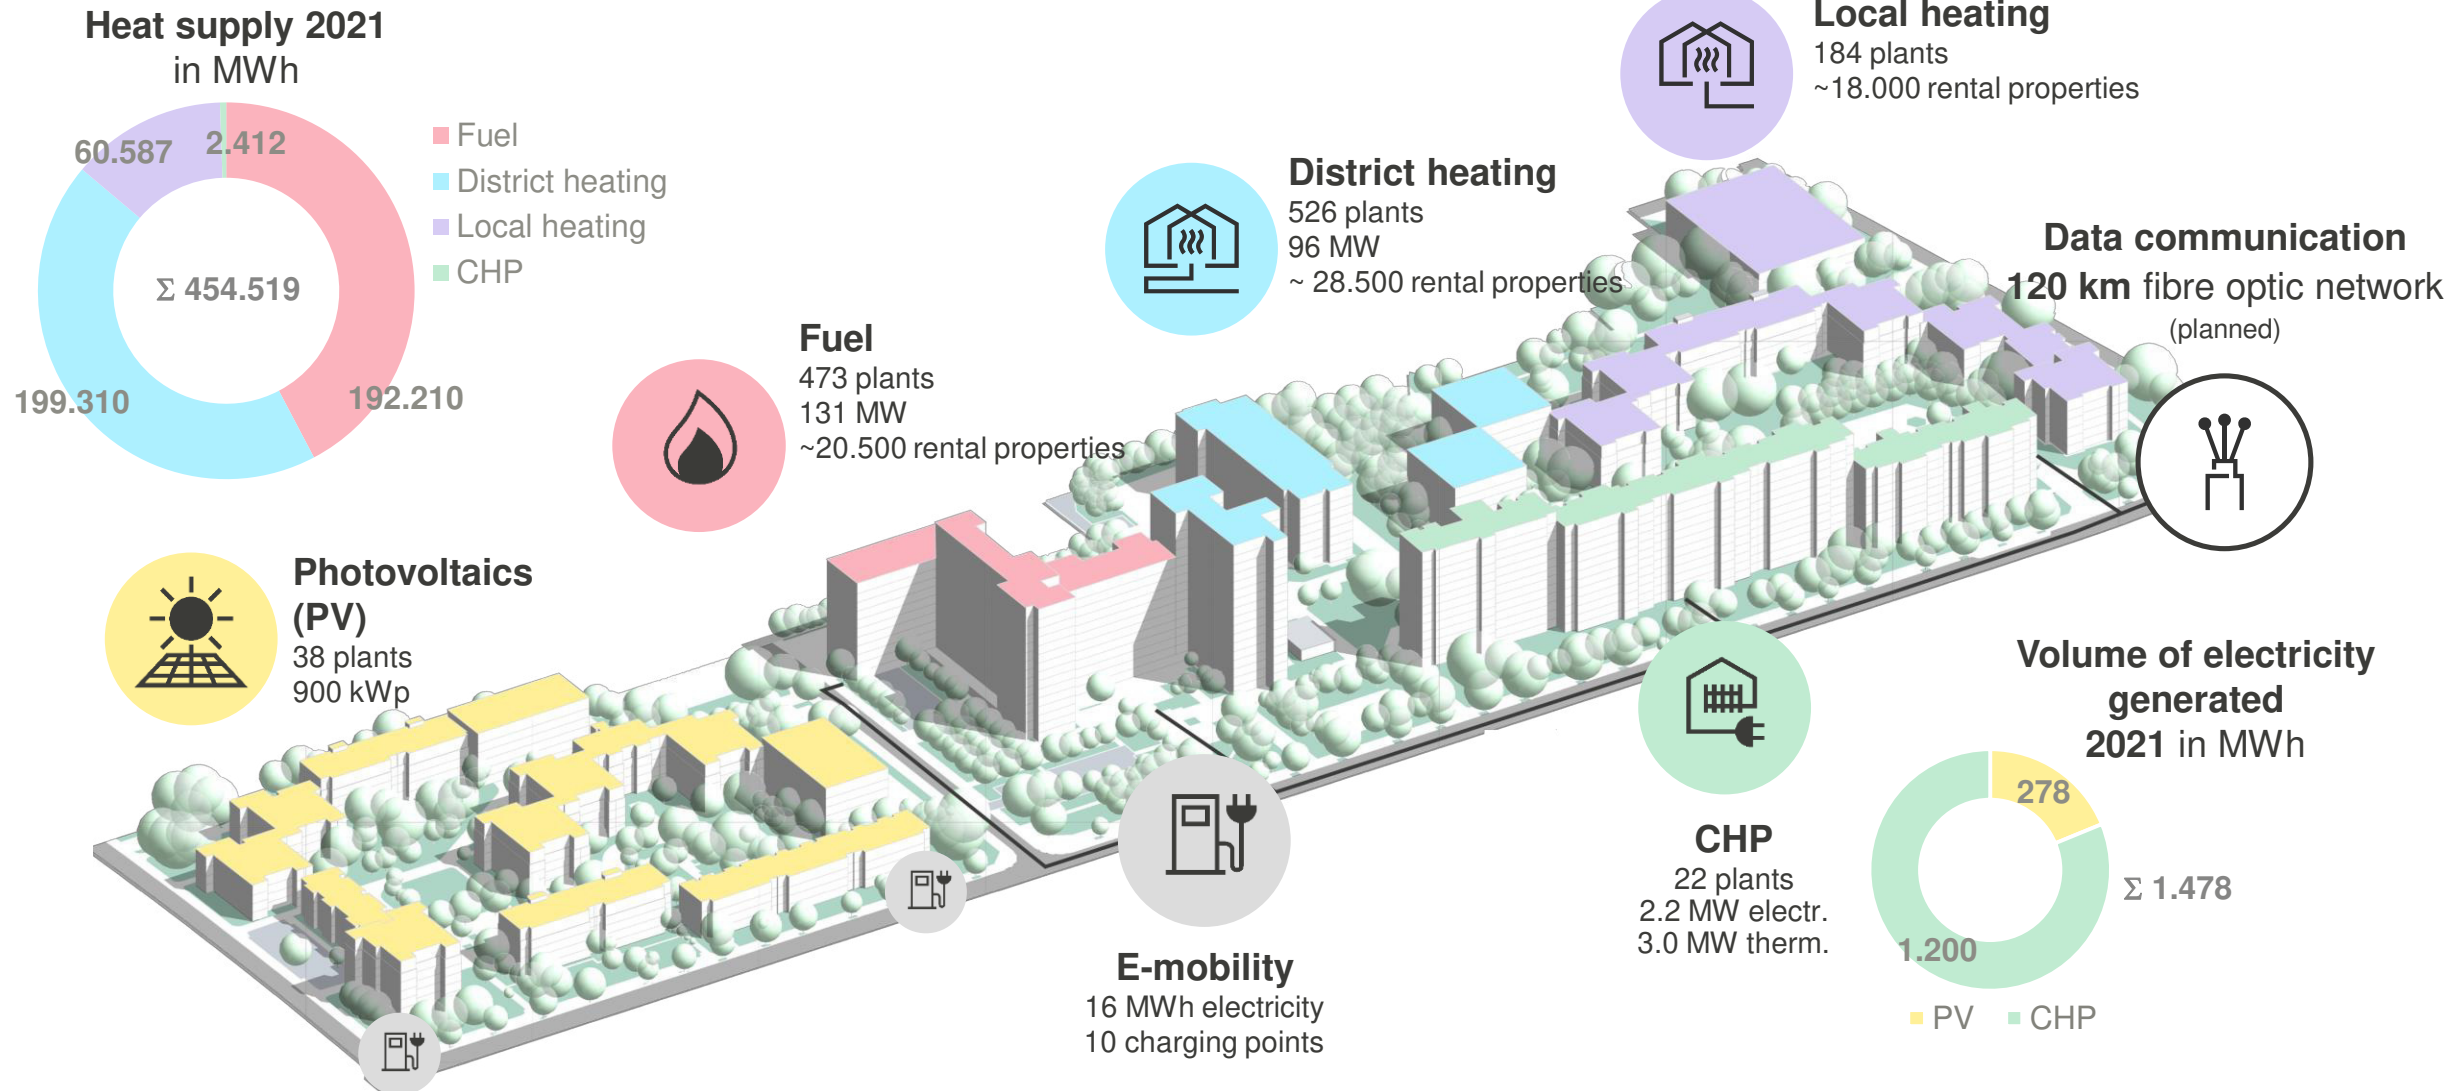 Heat supply 2021
in MWh
60.587
2.412
Fuel
District heating
Local heating
CHP
Σ 454.519
199.310
192.210
Local heating
184 plants
~18.000 rental properties
District heating
526 plants
96 MW
~ 28.500 rental properties
Data communication
120 km fibre optic network
(planned)
Fuel
473 plants
131 MW
~20.500 rental properties
Photovoltaics
(PV)
38 plants
900 kWp
E-mobility
16 MWh electricity
10 charging points
CHP
22 plants
2.2 MW electr.
3.0 MW therm.
Volume of electricity
generated
2021 in MWh
278
Σ 1.478
1.200
PV
CHP